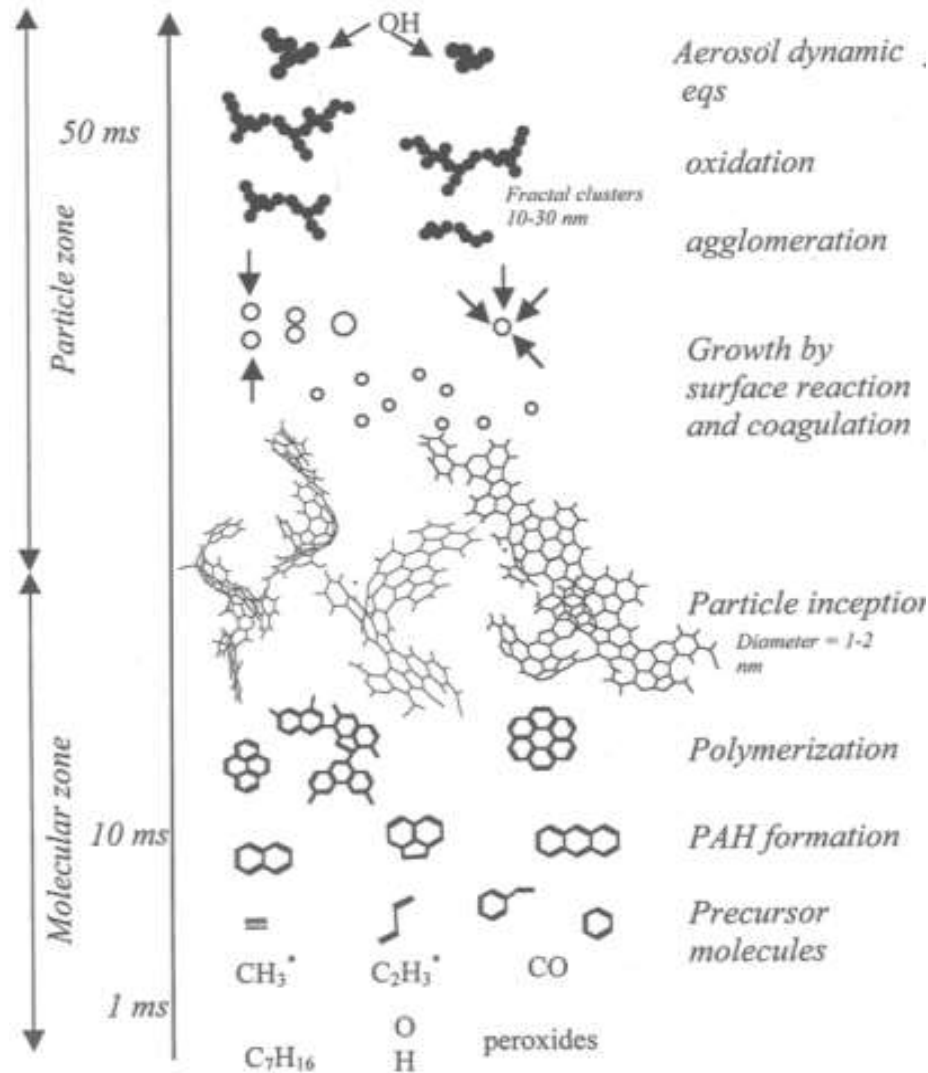 OH
Aerosol dynamic
eqs
50 ms
oxidation
Fractal clusters
10-30 nm
agglomeration
Particle zone
Growth by
surface reaction
and coagulation
Particle inception
Diameter = 1-2
nm
Polymerization
Molecular zone
10 ms
PAH formation
Precursor
molecules
CH₃• C₂H₃• CO
1 ms
O
H
peroxides
C₇H₁₆